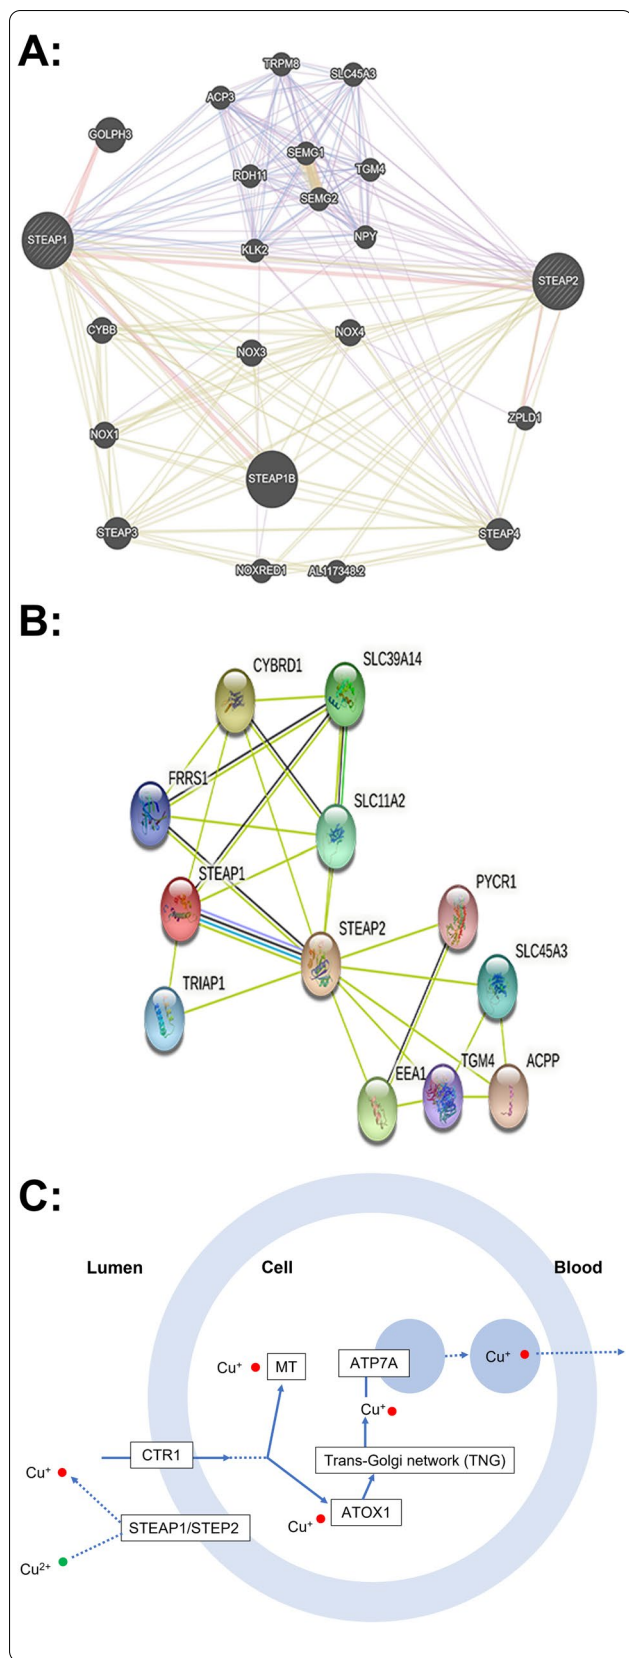 A:
TRPM8
SLC45A3
ACP3
GOLPH3
SEMG1
RDH11
TGM4
SEMG2
STEAP1
KLK2
NPY
STEAP2
CYBB
NOX4
NOX3
ZPLD1
NOX1
STEAP1B
STEAP3
STEAP4
NOXRED1
AL117348.2
B:
CYBRD1
SLC39A14
FRRS1
SLC11A2
STEAP1
PYCR1
STEAP2
SLC45A3
TRIAP1
EEA1
TGM4
ACPP
C:
Lumen
Cell
Blood
Cu+
MT
ATP7A
Cu+
Cu+
CTR1
Trans-Golgi network (TNG)
Cu+
ATOX1
Cu+
STEAP1/STEP2
Cu2+